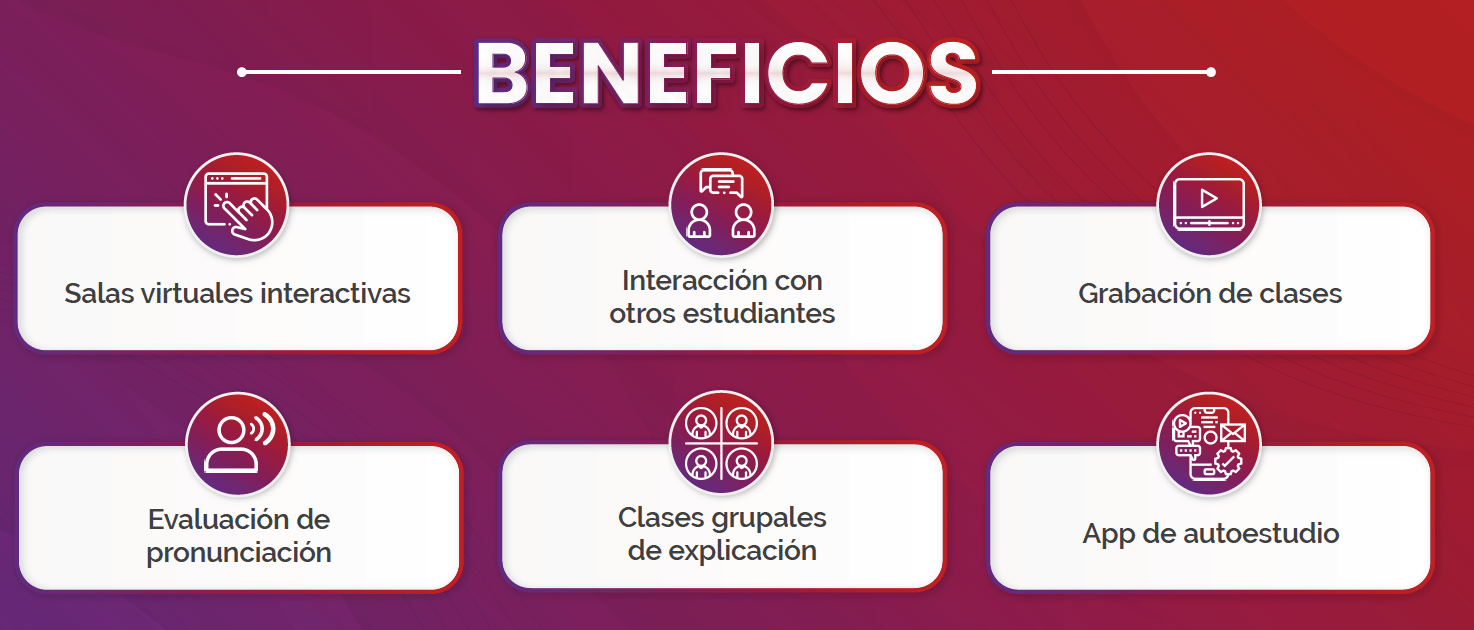 BENEFICIOS
Salas virtuales interactivas
Interacción con
otros estudiantes
Grabación de clases
Evaluación de
pronunciación
Clases grupales
de explicación
App de autoestudio